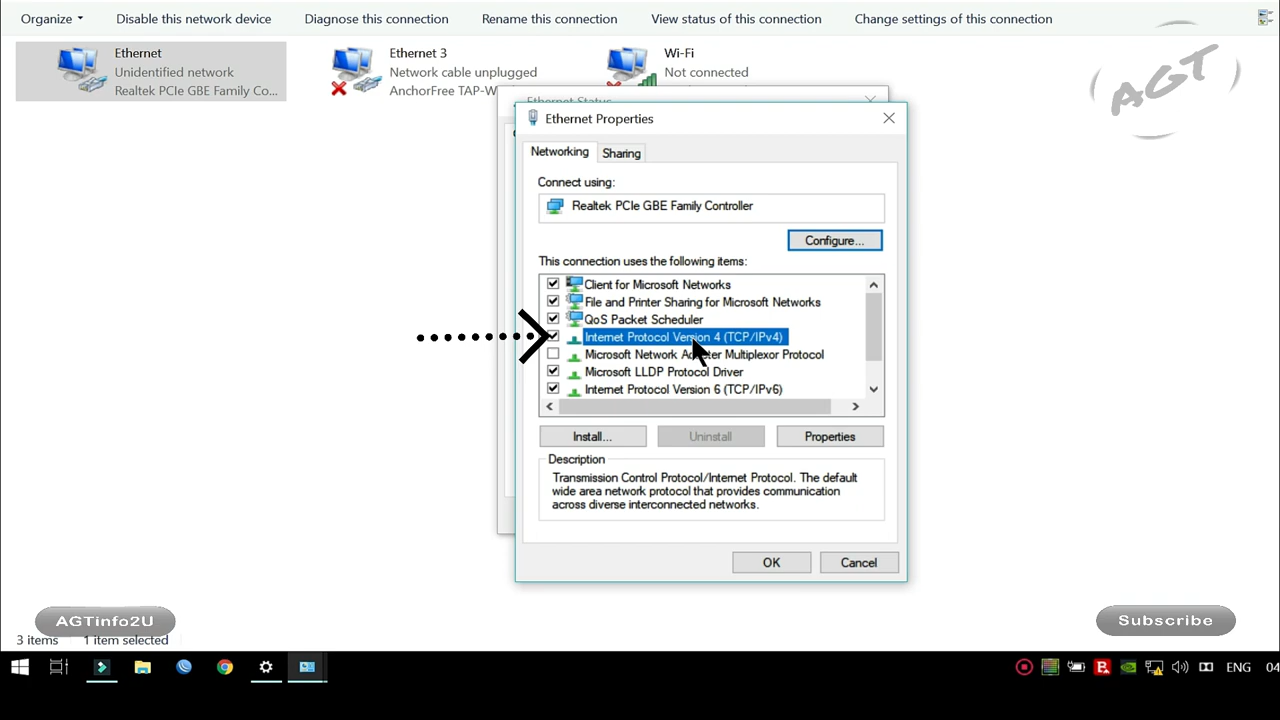 Organize
Disable this network device
Diagnose this connection
Rename this connection
View status of this connection
Change settings of this connection
Ethernet
Unidentified network
Realtek PCIe GBE Family Co...
Ethernet 3
Network cable unplugged
AnchorFree TAP-W
Wi-Fi
Not connected
AGT
Ethernet Status
Ethernet Properties
Networking
Sharing
Connect using:
Realtek PCIe GBE Family Controller
Configure...
This connection uses the following items:
Client for Microsoft Networks
File and Printer Sharing for Microsoft Networks
QoS Packet Scheduler
Internet Protocol Version 4 (TCP/IPv4)
Microsoft Network Adapter Multiplexor Protocol
Microsoft LLDP Protocol Driver
Internet Protocol Version 6 (TCP/IPv6)
Install...
Uninstall
Properties
Description
Transmission Control Protocol/Internet Protocol. The default
wide area network protocol that provides communication
across diverse interconnected networks.
OK
Cancel
AGTinfo2U
Subscribe
3 items
1 item selected
ENG
04